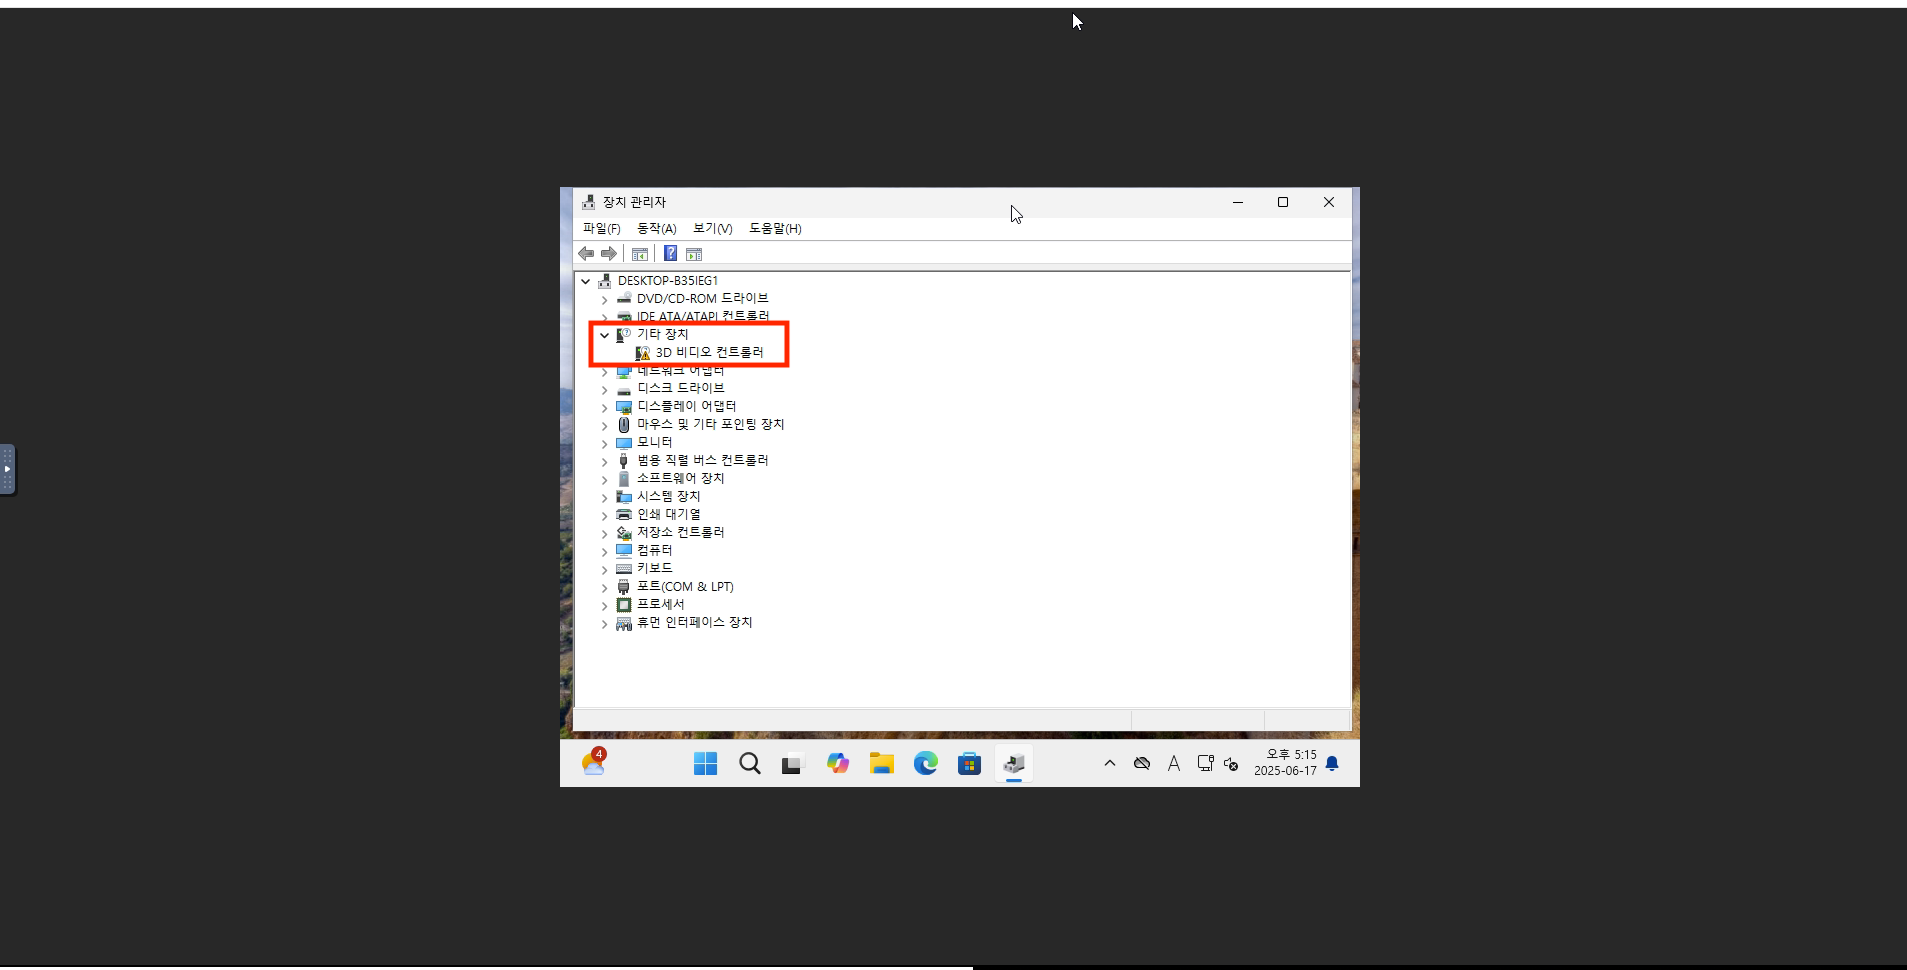 장치 관리자
파일(F) 동작(A) 보기(V) 도움말(H)
DESKTOP-B35IEG1
DVD/CD-ROM 드라이브
IDE ATA/ATAPI 컨트롤러
기타 장치
3D 비디오 컨트롤러
네트워크 어댑터
디스크 드라이브
디스플레이 어댑터
마우스 및 기타 포인팅 장치
모니터
범용 직렬 버스 컨트롤러
소프트웨어 장치
시스템 장치
인쇄 대기열
저장소 컨트롤러
컴퓨터
키보드
포트(COM & LPT)
프로세서
휴먼 인터페이스 장치
4
A
오후 5:15
2025-06-17